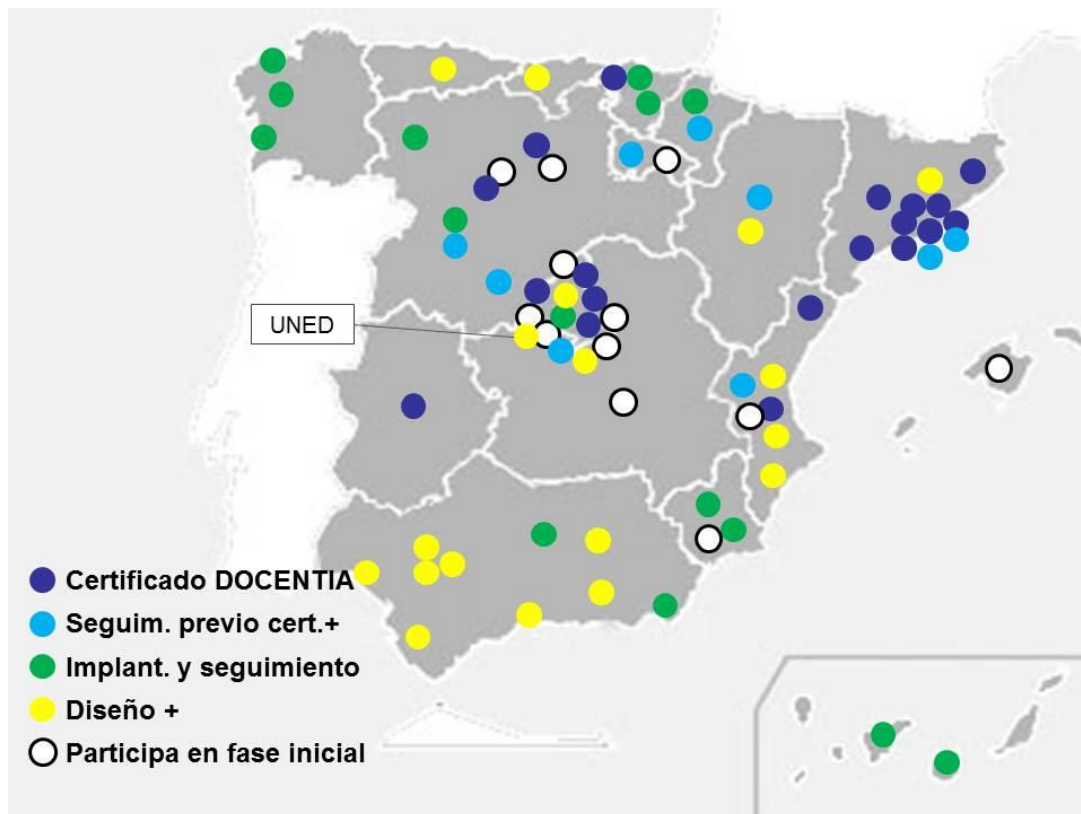 UNED
Certificado DOCENTIA
Seguim. previo cert.+
Implant. y seguimiento
Diseño +
Participa en fase inicial